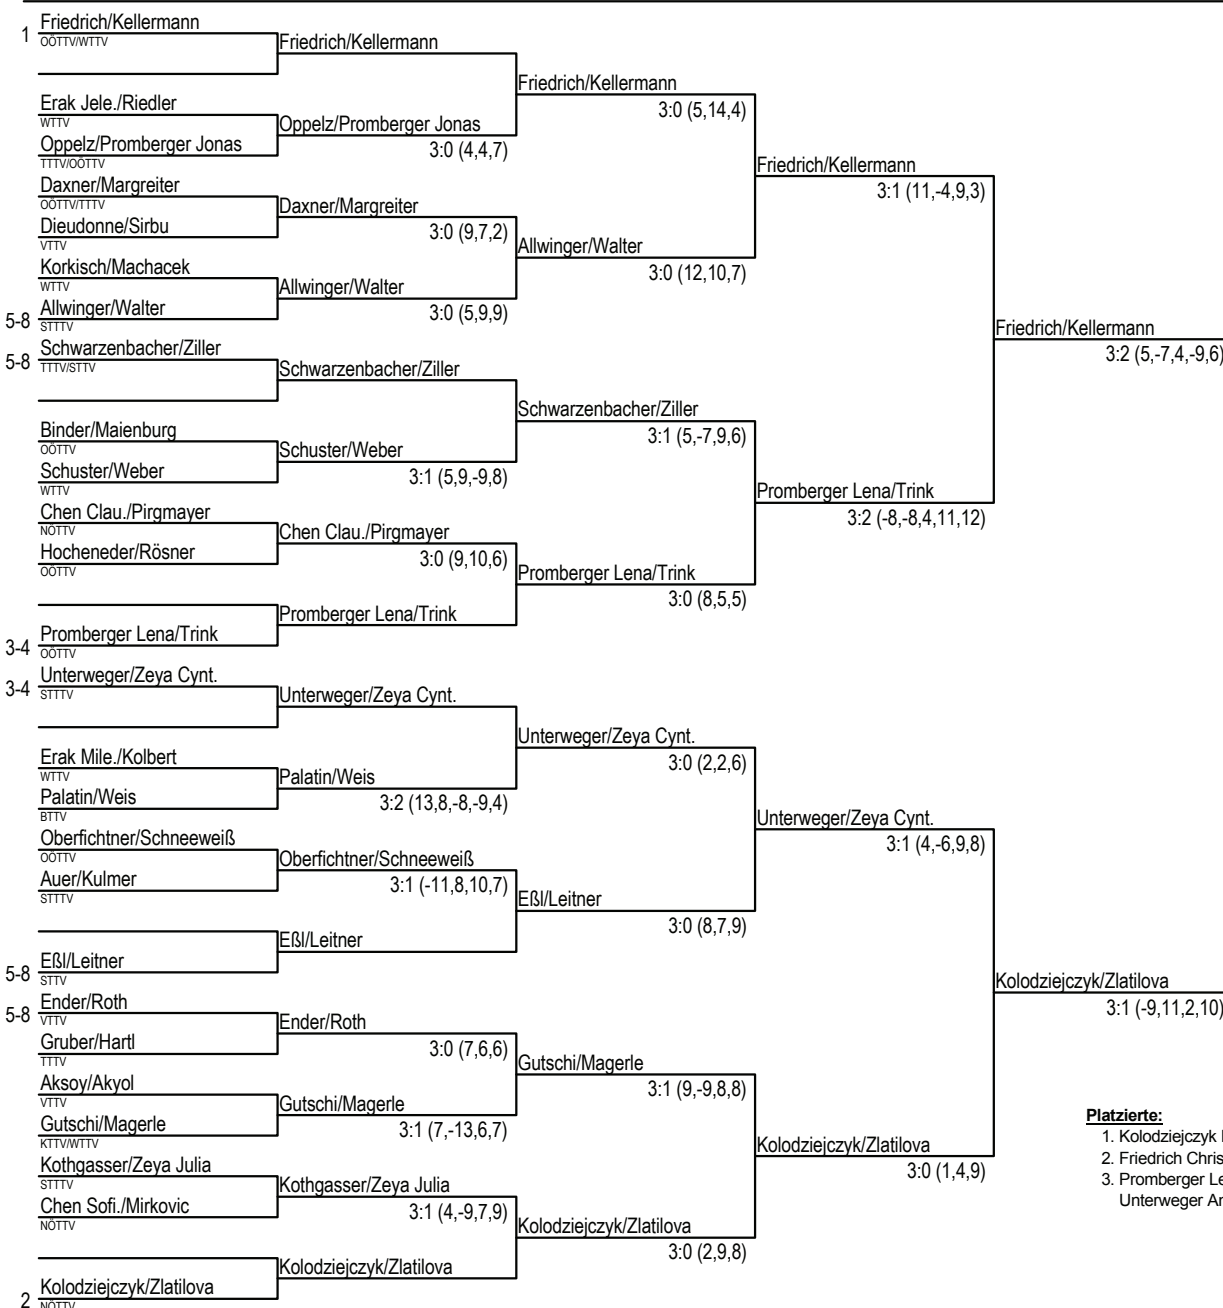 1 Friedrich/Kellermann
OÖTTV/WTTV
Erak Jele./Riedler
WTTV
Oppelz/Promberger Jonas
TTTV/OÖTTV
Daxner/Margreiter
OÖTTV/TTTV
Dieudonne/Sirbu
VTTV
Korkisch/Machacek
WTTV
5-8 Allwinger/Walter
STTTV
5-8 Schwarzenbacher/Ziller
TTTV/STTV
Binder/Maienburg
OÖTTV
Schuster/Weber
WTTV
Chen Clau./Pirgmayer
NÖTTV
Hocheneder/Rösner
OÖTTV
3-4 Promberger Lena/Trink
OÖTTV
3-4 Unterweger/Zeya Cynt.
STTTV
Erak Mile./Kolbert
WTTV
Palatin/Weis
BTTV
Oberfichtner/Schneeweiß
OÖTTV
Auer/Kulmer
STTTV
5-8 Eßl/Leitner
STTV
5-8 Ender/Roth
VTTV
Gruber/Hartl
TTTV
Aksoy/Akyol
VTTV
Gutschi/Magerle
KTTV/WTTV
Kothgasser/Zeya Julia
STTTV
Chen Sofi./Mirkovic
NÖTTV
2 Kolodziejczyk/Zlatilova
NÖTTV
Friedrich/Kellermann
Oppelz/Promberger Jonas
3:0 (4,4,7)
Daxner/Margreiter
3:0 (9,7,2)
Allwinger/Walter
3:0 (5,9,9)
Schwarzenbacher/Ziller
Schuster/Weber
3:1 (5,9,-9,8)
Chen Clau./Pirgmayer
3:0 (9,10,6)
Promberger Lena/Trink
Unterweger/Zeya Cynt.
Palatin/Weis
3:2 (13,8,-8,-9,4)
Oberfichtner/Schneeweiß
3:1 (-11,8,10,7)
Eßl/Leitner
Ender/Roth
3:0 (7,6,6)
Gutschi/Magerle
3:1 (7,-13,6,7)
Kothgasser/Zeya Julia
3:1 (4,-9,7,9)
Kolodziejczyk/Zlatilova
Friedrich/Kellermann
3:0 (5,14,4)
Allwinger/Walter
3:0 (12,10,7)
Schwarzenbacher/Ziller
3:1 (5,-7,9,6)
Promberger Lena/Trink
3:0 (8,5,5)
Unterweger/Zeya Cynt.
3:0 (2,2,6)
Eßl/Leitner
3:0 (8,7,9)
Gutschi/Magerle
3:1 (9,-9,8,8)
Kolodziejczyk/Zlatilova
3:0 (2,9,8)
Friedrich/Kellermann
3:1 (11,-4,9,3)
Promberger Lena/Trink
3:2 (-8,-8,4,11,12)
Unterweger/Zeya Cynt.
3:1 (4,-6,9,8)
Kolodziejczyk/Zlatilova
3:0 (1,4,9)
Friedrich/Kellermann
3:2 (5,-7,4,-9,6)
Kolodziejczyk/Zlatilova
3:1 (-9,11,2,10)
Platzierte:
1. Kolodziejczyk
2. Friedrich Chris
3. Promberger Le
Unterweger